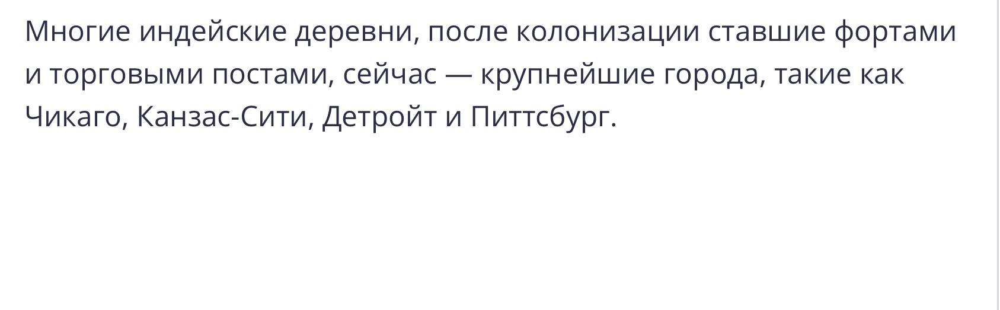 Многие индейские деревни, после колонизации ставшие фортами
и торговыми постами, сейчас — крупнейшие города, такие как
Чикаго, Канзас-Сити, Детройт и Питтсбург.